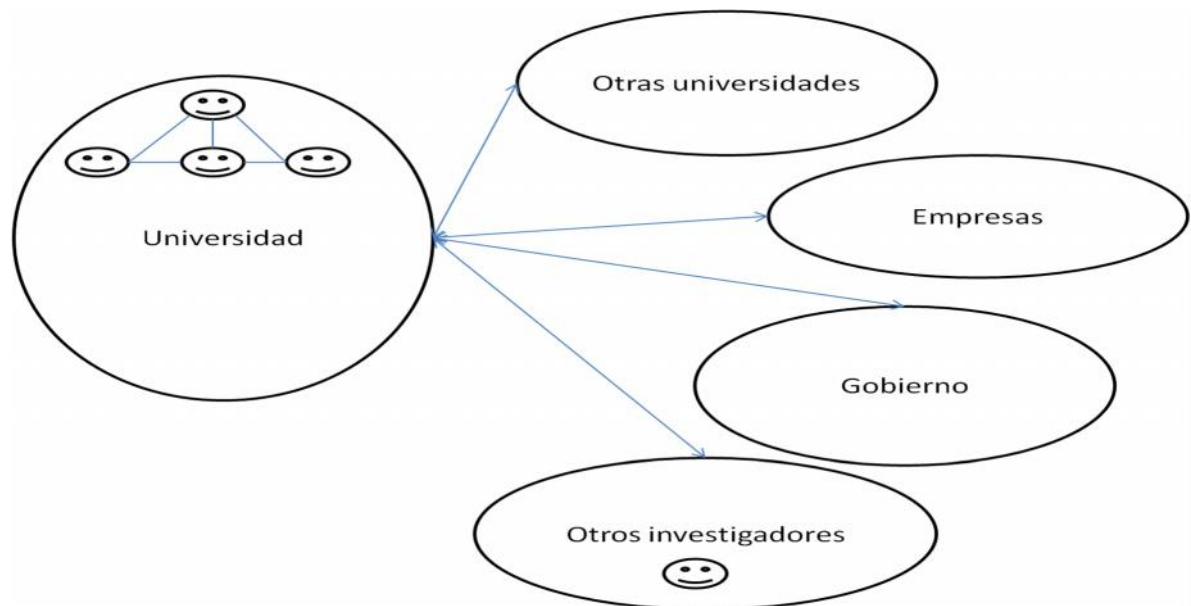 Otras universidades
Empresas
Universidad
Gobierno
Otros investigadores